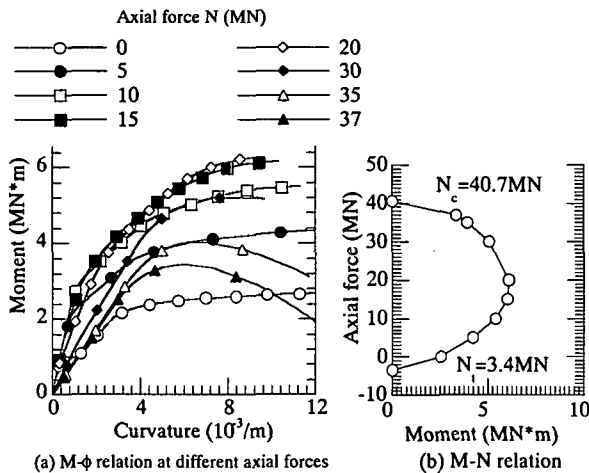 Axial force N (MN)
0 20
5 30
10 35
15 37
Moment (MN*m)
6
4
2
0
0 4 8 12
Curvature (10⁻³/m)
(a) M-ϕ relation at different axial forces
Axial force (MN)
50
40
30
20
10
0
-10
N_c=40.7MN
N_t=3.4MN
0 5 10
Moment (MN*m)
(b) M-N relation